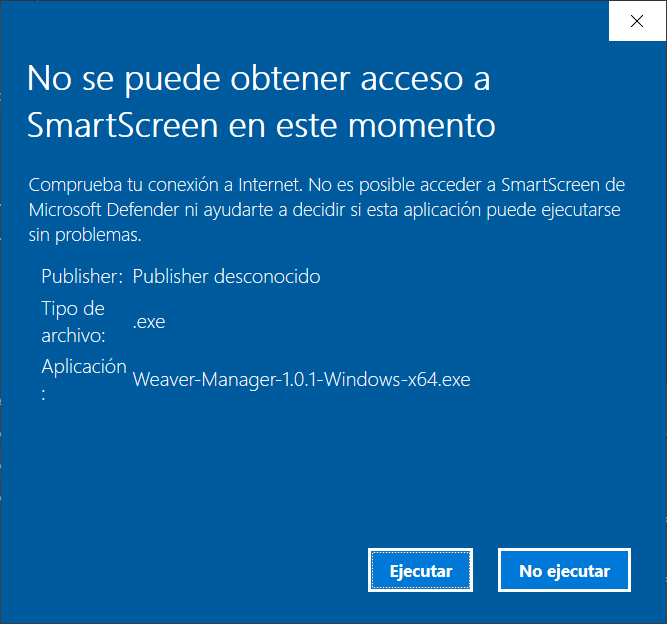 No se puede obtener acceso a
SmartScreen en este momento
Comprueba tu conexión a Internet. No es posible acceder a SmartScreen de
Microsoft Defender ni ayudarte a decidir si esta aplicación puede ejecutarse
sin problemas.
Publisher: Publisher desconocido
Tipo de
archivo: .exe
Aplicación
: Weaver-Manager-1.0.1-Windows-x64.exe
Ejecutar No ejecutar